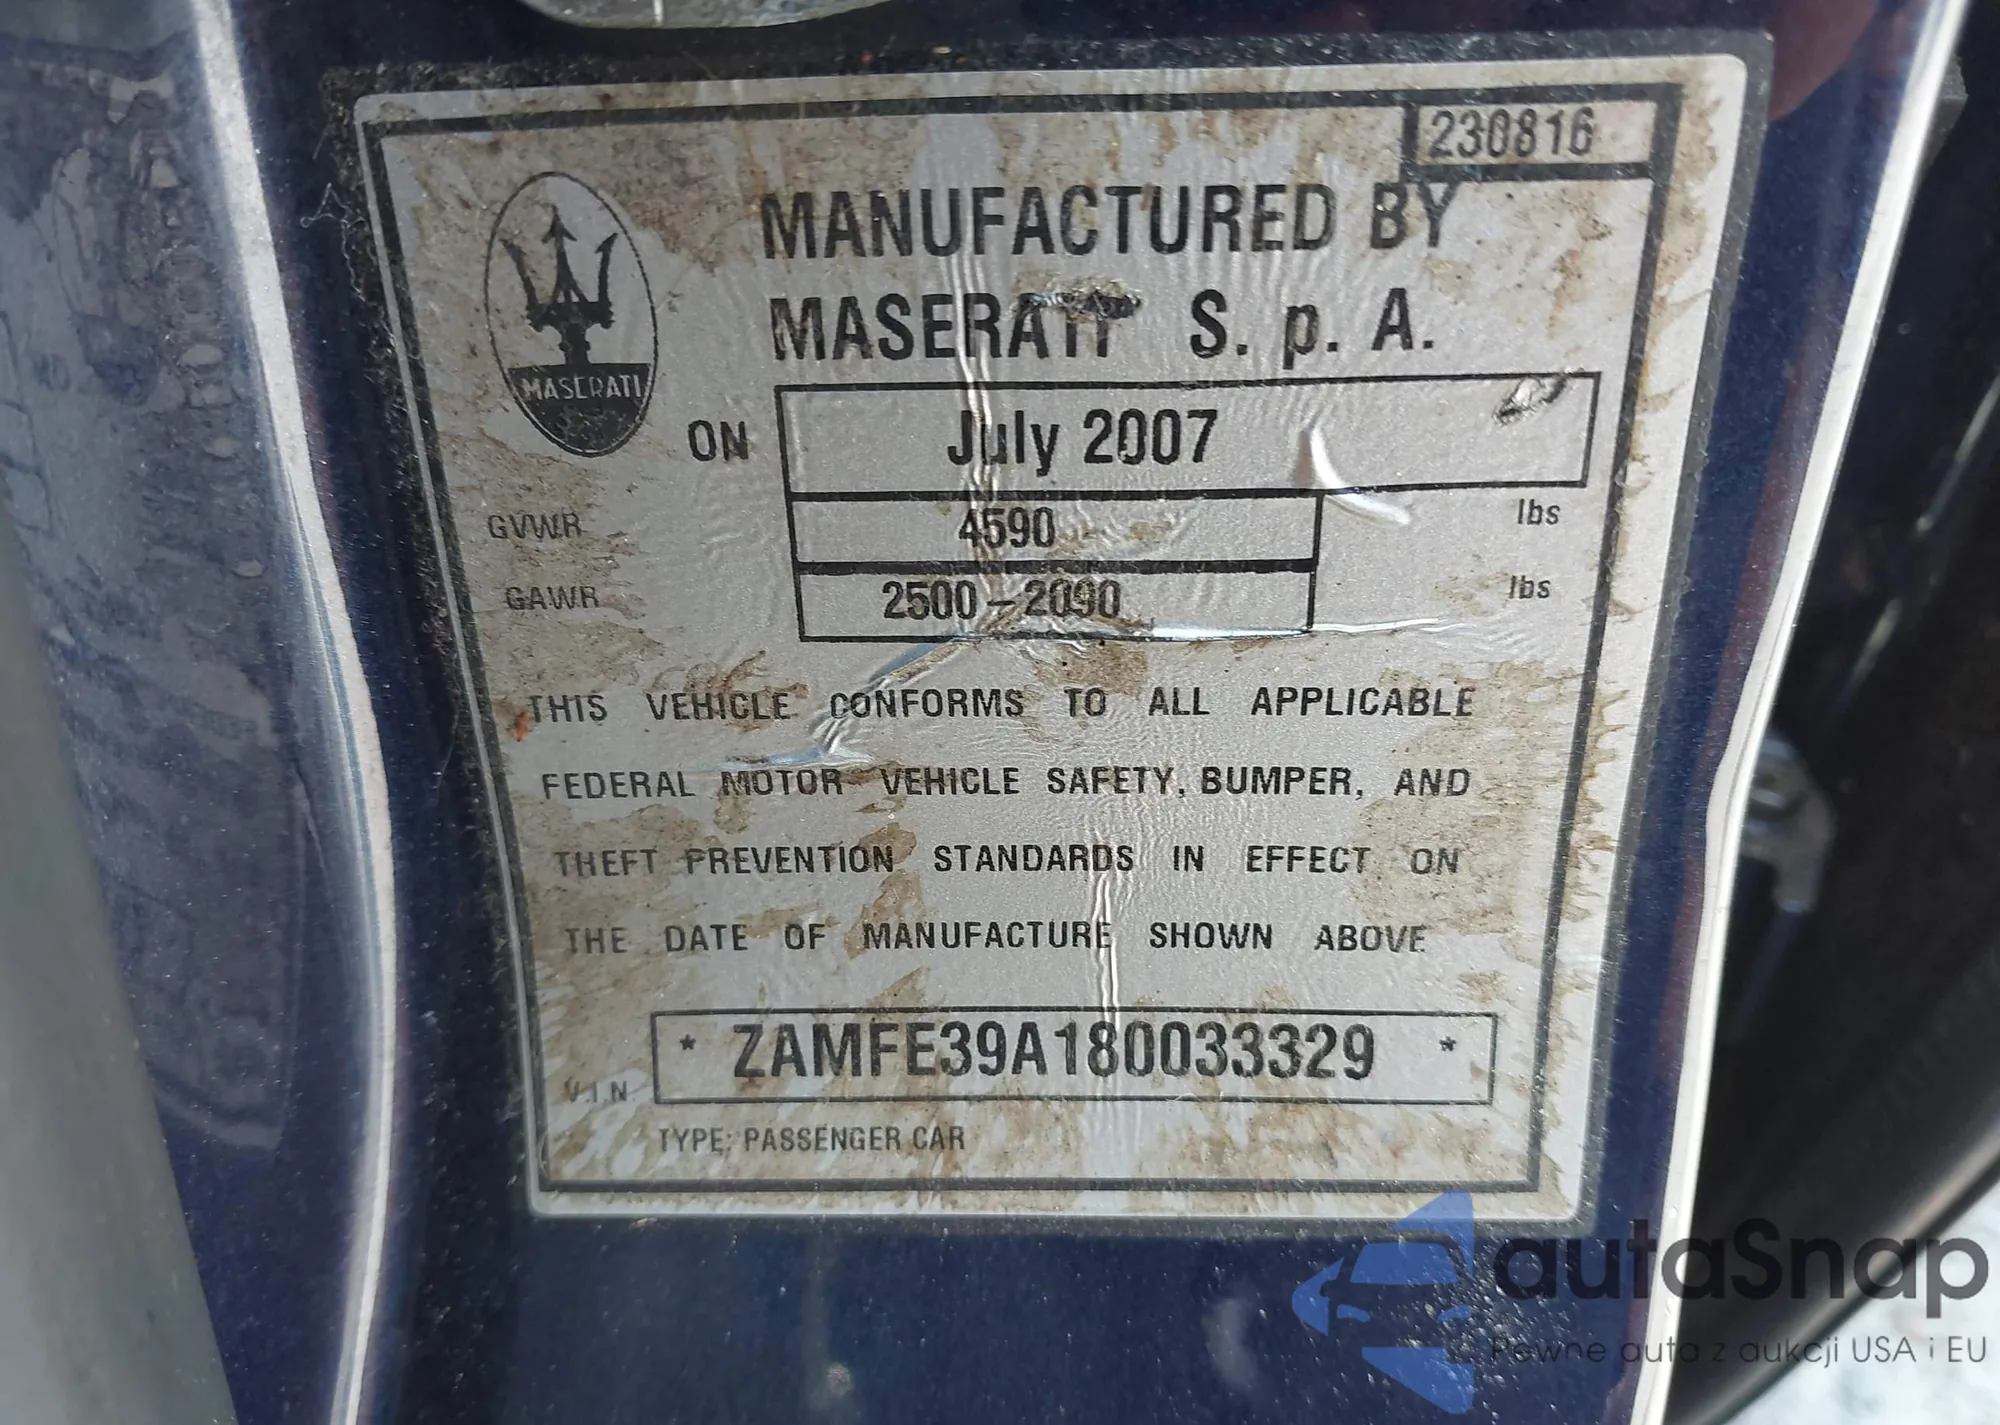 230816
MANUFACTURED BY
MASERATI S. p. A.
MASERATI
ON July 2007
GVWR 4590 lbs
GAWR 2500-2090 lbs
THIS VEHICLE CONFORMS TO ALL APPLICABLE
FEDERAL MOTOR VEHICLE SAFETY, BUMPER, AND
THEFT PREVENTION STANDARDS IN EFFECT ON
THE DATE OF MANUFACTURE SHOWN ABOVE
V.I.N. * ZAMFE39A180033329 *
TYPE: PASSENGER CAR
autaSnap
Pewne auta z aukcji USA i EU